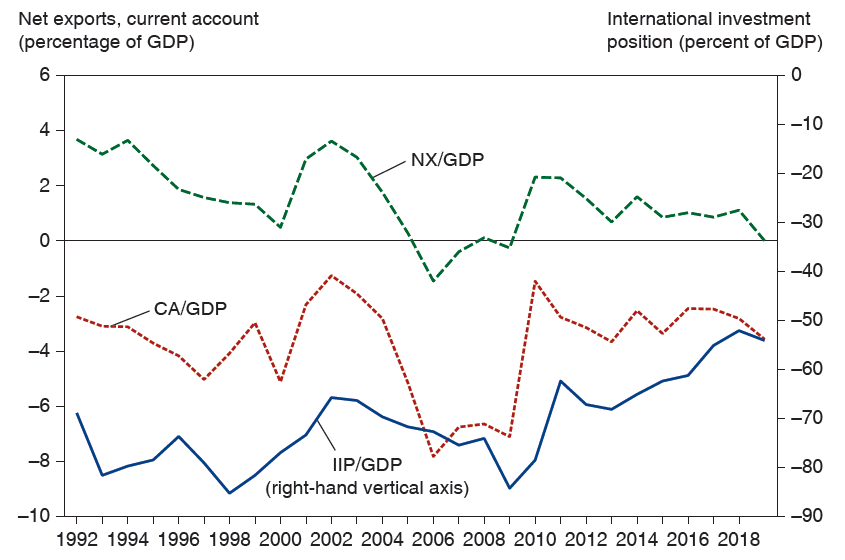 Net exports, current account
(percentage of GDP)
International investment
position (percent of GDP)
6
4
2
0
–2
–4
–6
–8
–10
0
–10
–20
–30
–40
–50
–60
–70
–80
–90
NX/GDP
CA/GDP
IIP/GDP
(right-hand vertical axis)
1992 1994 1996 1998 2000 2002 2004 2006 2008 2010 2012 2014 2016 2018